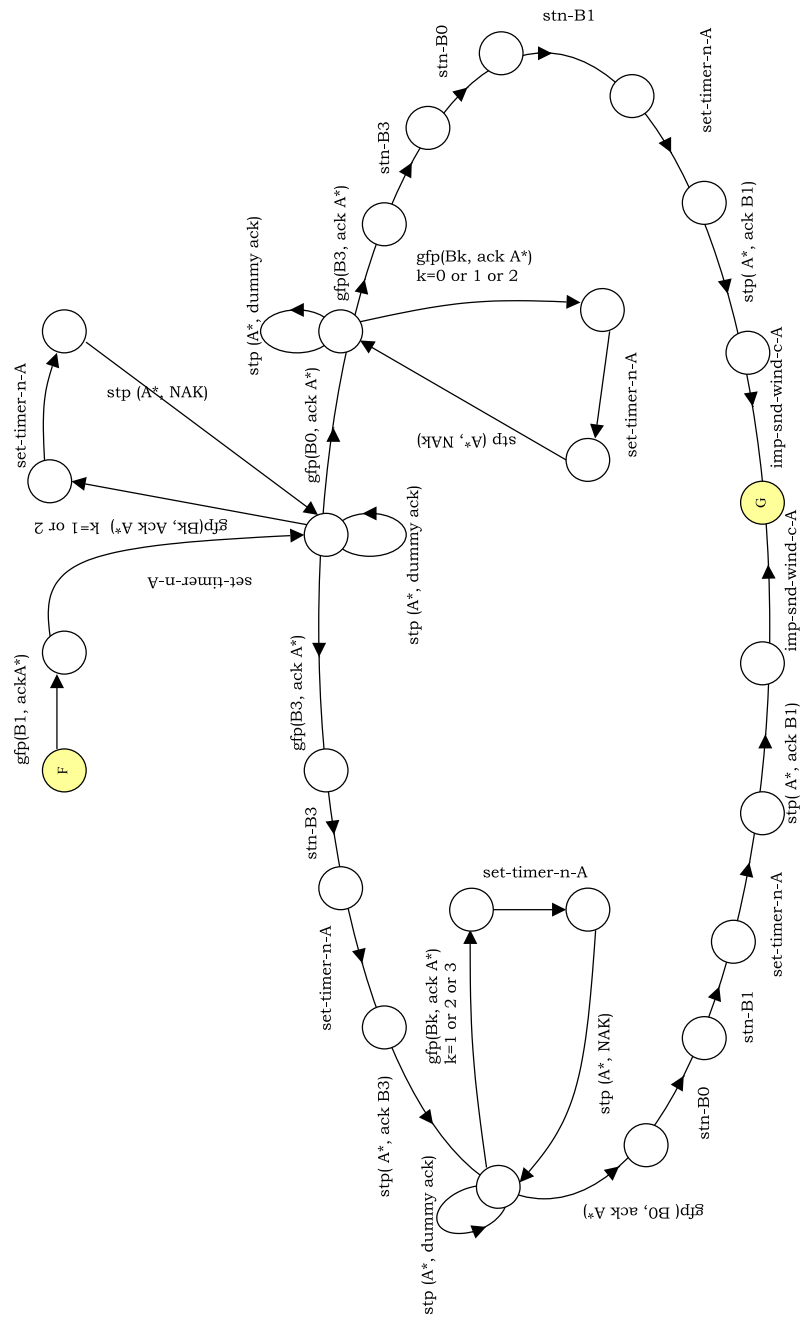 stn-B1
stn-B0
set-timer-n-A
stn-B3
gfp(B3, ack A*)
stp( A*, ack B1)
stp (A*, dummy ack)
gfp(Bk, ack A*)
k=0 or 1 or 2
set-timer-n-A
stp (A*, NAK)
gfp(B0, ack A*)
set-timer-n-A
stp (A*, NAk)
imp-snd-wind-c-A
G
gfp(Bk, Ack A*)  k=1 or 2
stp (A*, dummy ack)
set-timer-n-A
imp-snd-wind-c-A
gfp(B1, ackA*)
F
gfp(B3, ack A*)
stp( A*, ack B1)
stn-B3
set-timer-n-A
set-timer-n-A
set-timer-n-A
gfp(Bk, ack A*)
k=1 or 2 or 3
stn-B1
stp (A*, NAK)
stp( A*, ack B3)
stn-B0
gfp( B0, ack A*)
stp (A*, dummy ack)